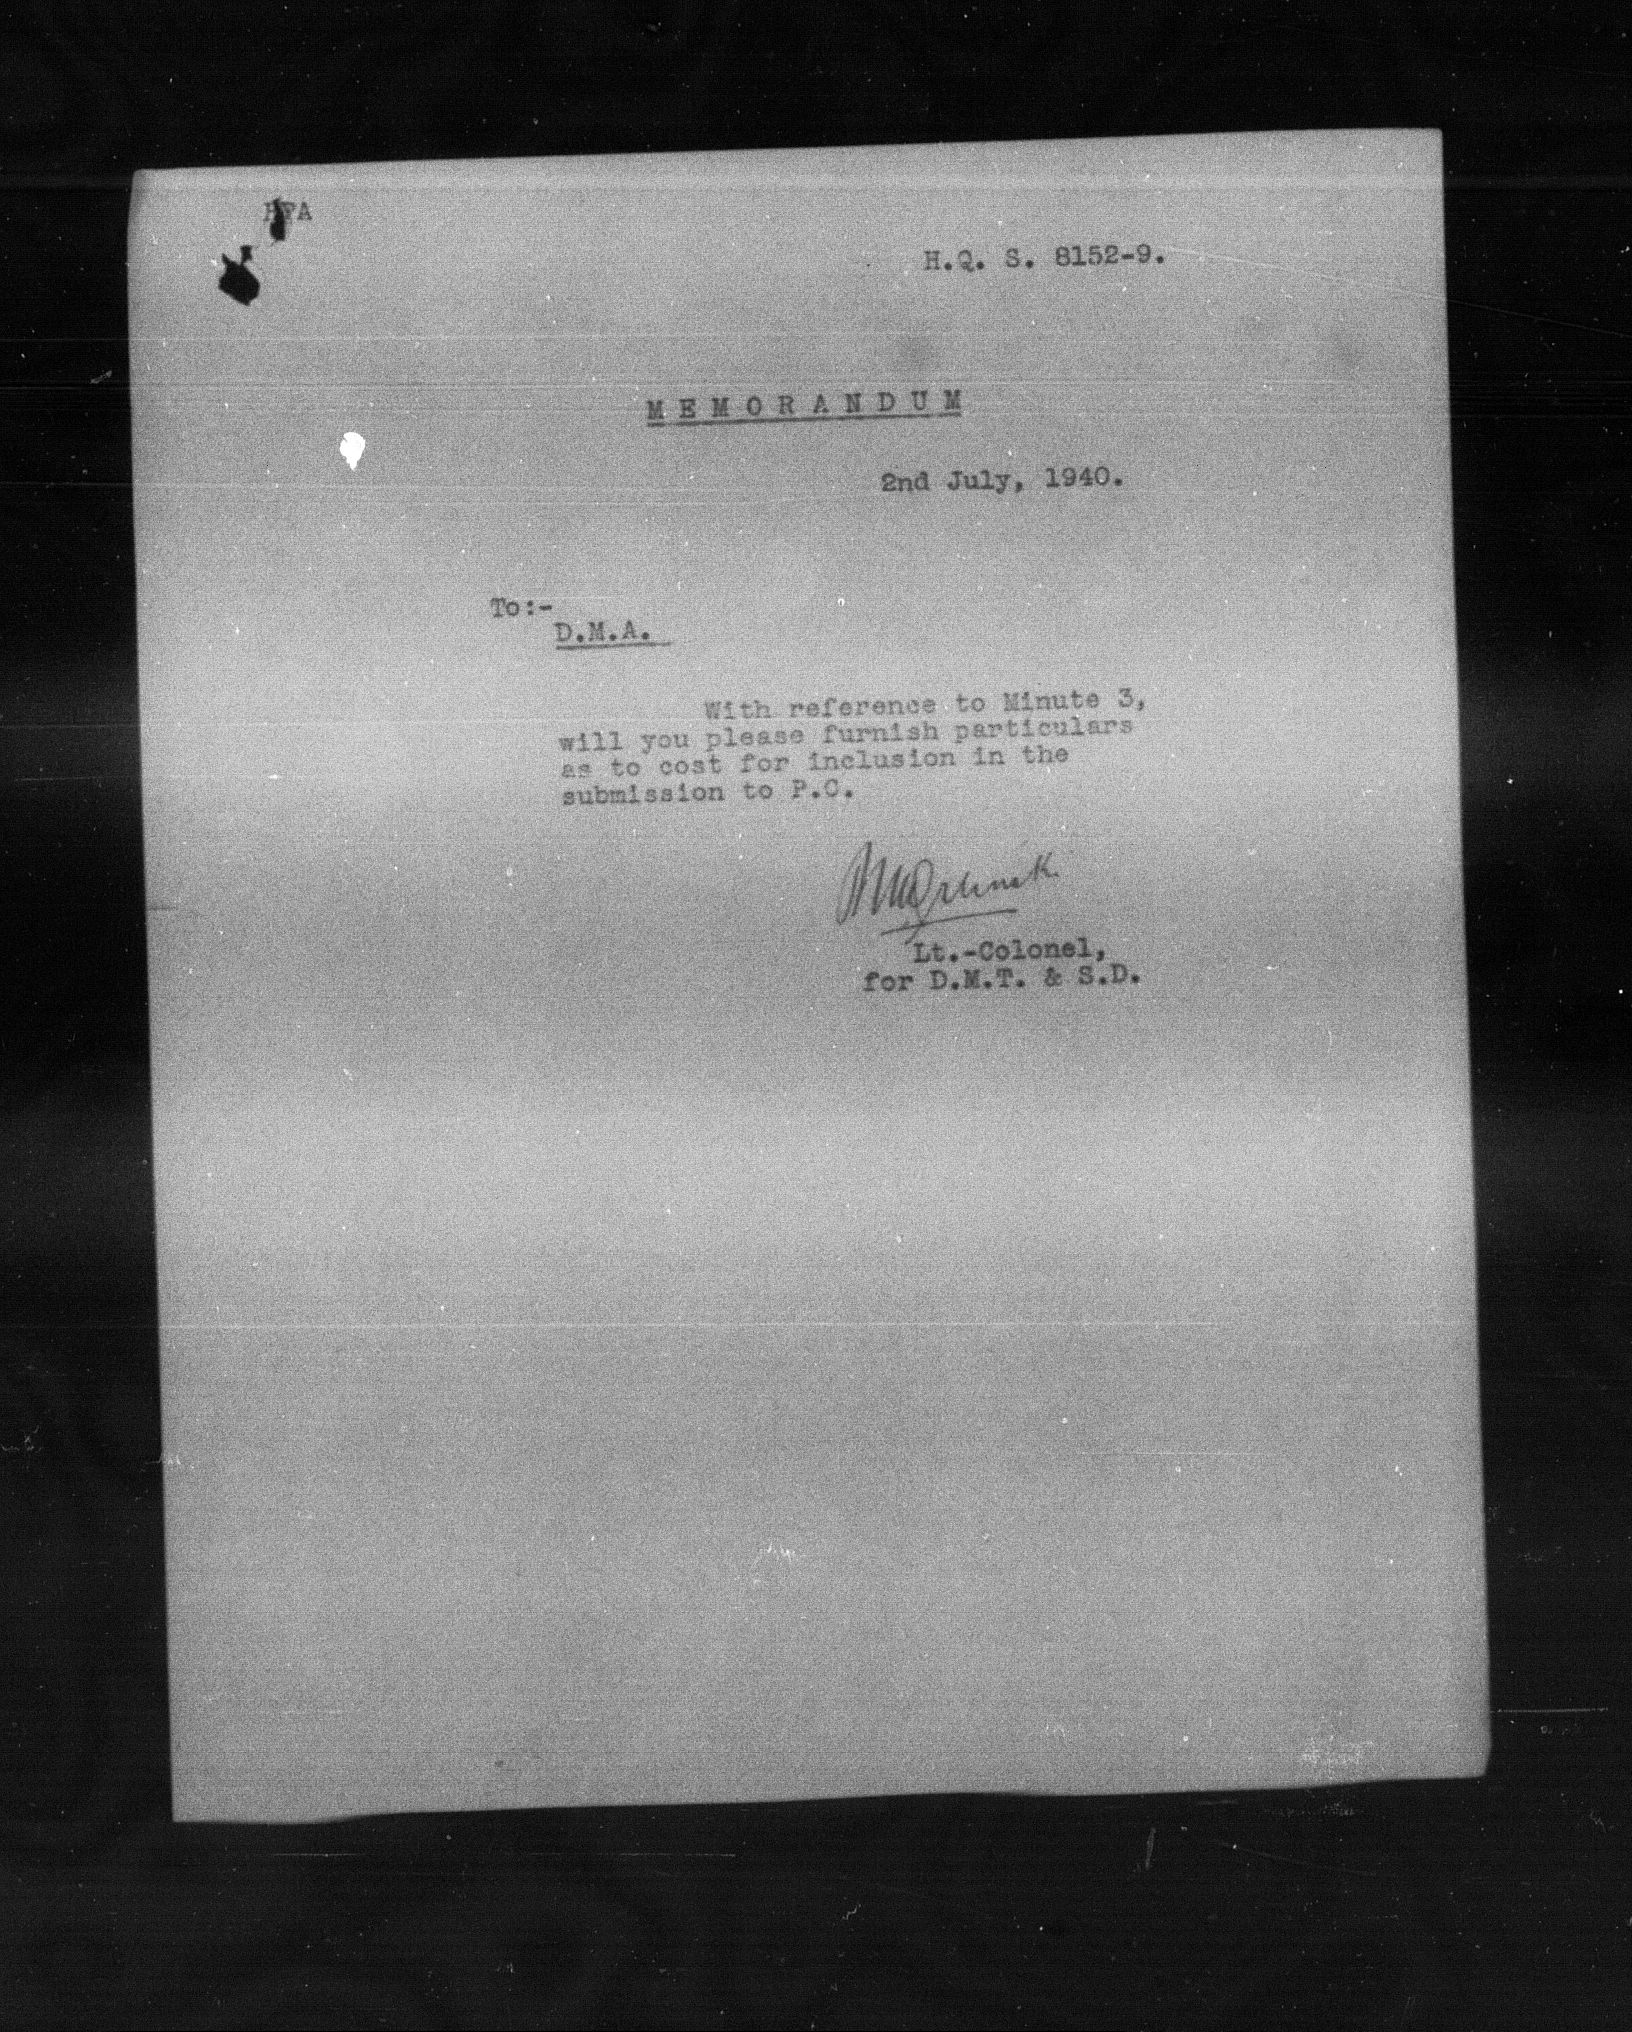 H.Q. S. 8152-9.
M E M O R A N D U M
2nd July, 1940.
To:-
D.M.A.
With reference to Minute 3,
will you please furnish particulars
as to cost for inclusion in the
submission to P.C.
Lt.-Colonel,
for D.M.T. & S.D.